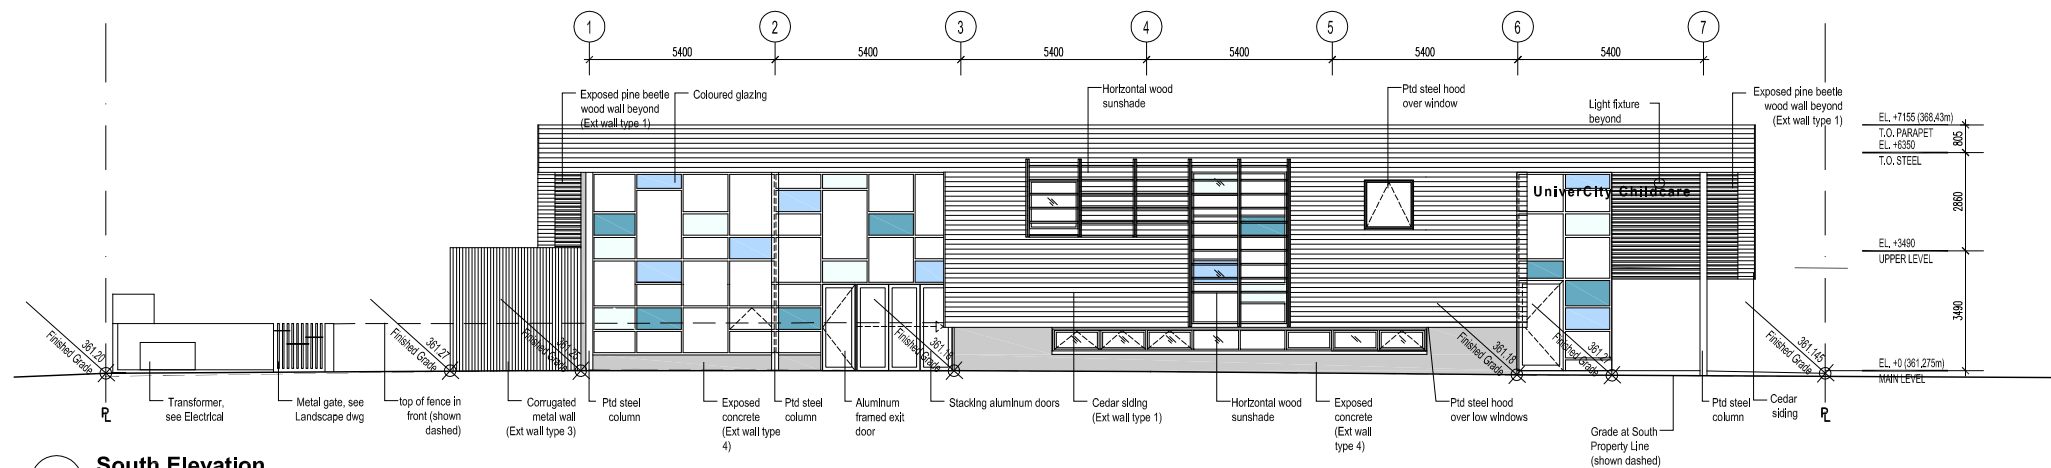 1 2 3 4 5 6 7
5400 5400 5400 5400 5400 5400
Exposed pine beetle
wood wall beyond
(Ext wall type 1)
Coloured glazing
Horizontal wood
sunshade
Ptd steel hood
over window
Light fixture
beyond
Exposed pine beetle
wood wall beyond
(Ext wall type 1)
EL. +7155 (368,43m)
T.O. PARAPET
EL. +6350
T.O. STEEL
805
2860
EL. +3490
UPPER LEVEL
3490
EL. +0 (361,275m)
MAIN LEVEL
UniverCity Childcare
361.20
Finished Grade
361.27
Finished Grade
361.25
Finished Grade
361.18
Finished Grade
361.18
Finished Grade
Finished Grade
361.145
Finished Grade
PL
Transformer,
see Electrical
Metal gate, see
Landscape dwg
top of fence in
front (shown
dashed)
Corrugated
metal wall
(Ext wall type 3)
Ptd steel
column
Exposed
concrete
(Ext wall type
4)
Ptd steel
column
Aluminum
framed exit
door
Stacking aluminum doors
Cedar siding
(Ext wall type 1)
Horizontal wood
sunshade
Exposed
concrete
(Ext wall
type 4)
Ptd steel hood
over low windows
Grade at South
Property Line
(shown dashed)
Ptd steel
column
Cedar
siding
PL
South Elevation